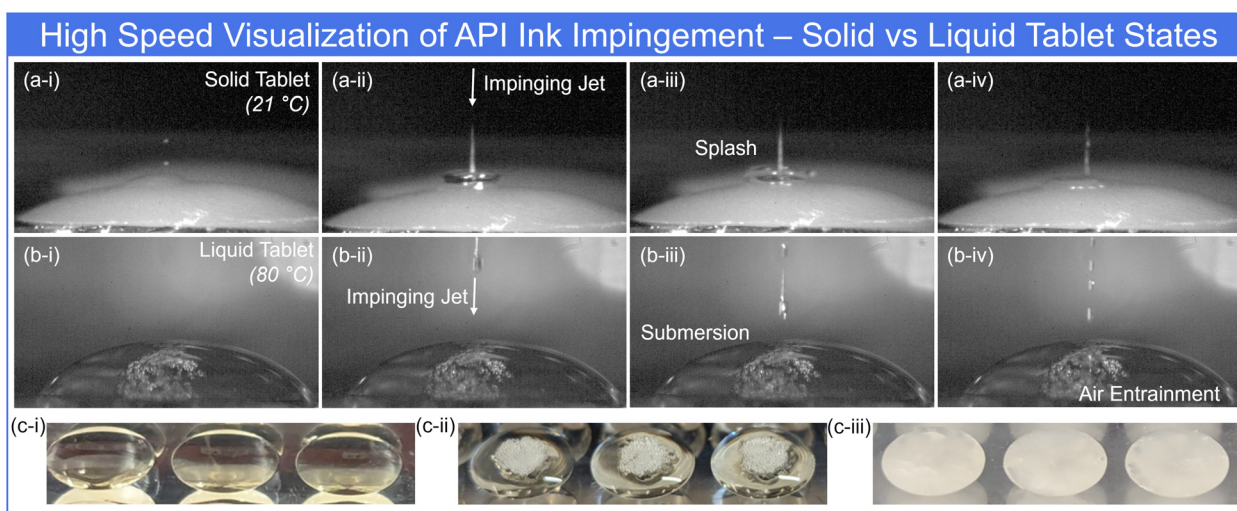 High Speed Visualization of API Ink Impingement – Solid vs Liquid Tablet States
(a-i)
Solid Tablet
(21 °C)
(a-ii)
Impinging Jet
(a-iii)
Splash
(a-iv)
(b-i)
Liquid Tablet
(80 °C)
(b-ii)
Impinging Jet
(b-iii)
Submersion
(b-iv)
Air Entrainment
(c-i)
(c-ii)
(c-iii)